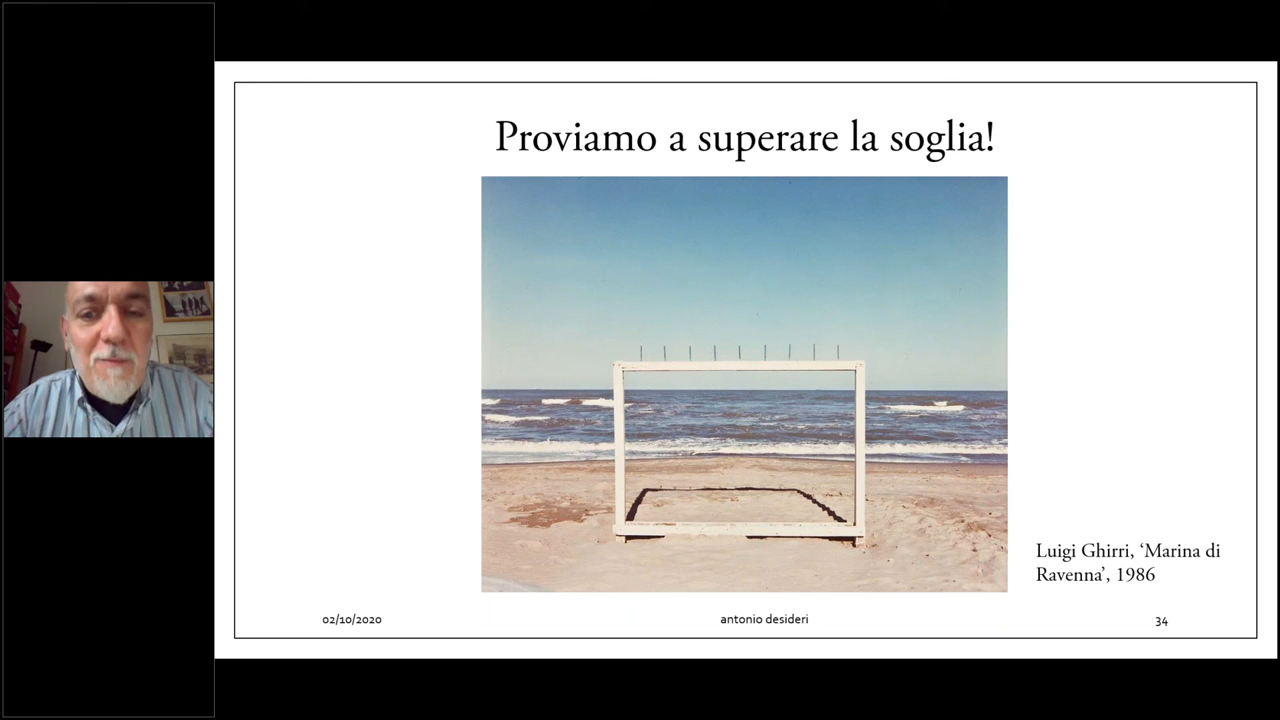 Proviamo a superare la soglia!
Luigi Ghirri, ‘Marina di
Ravenna’, 1986
02/10/2020
antonio desideri
34